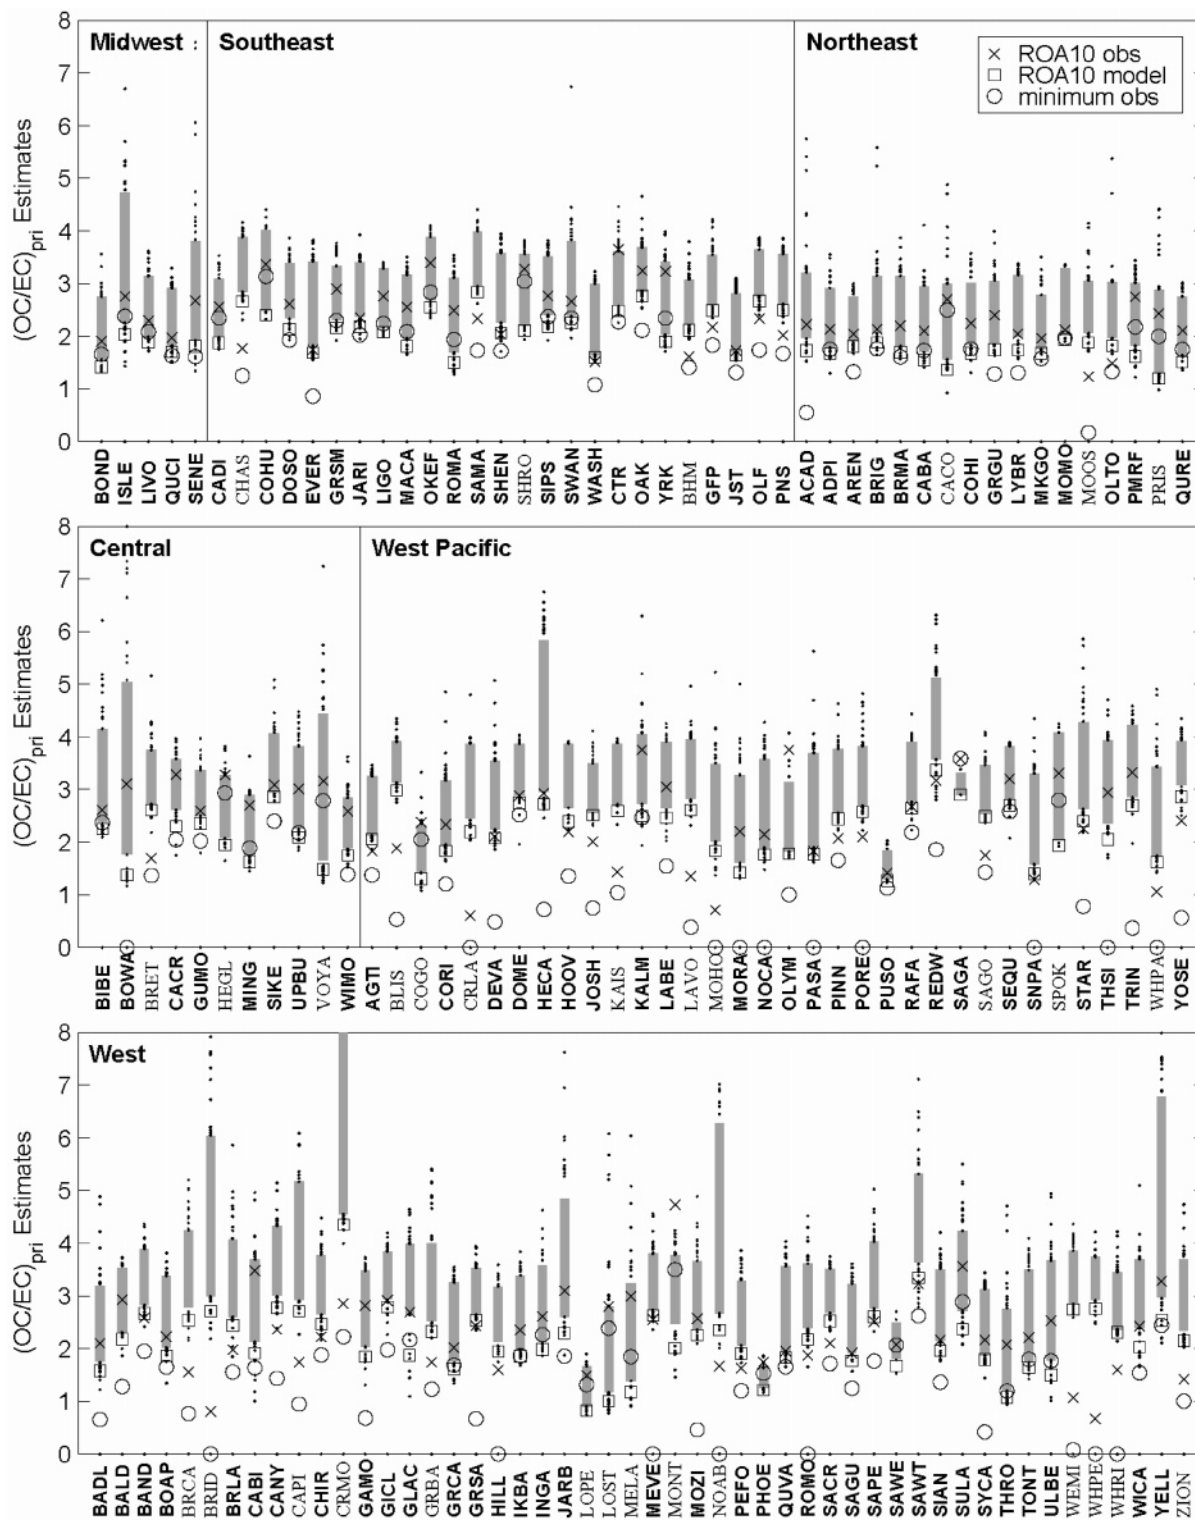 8
Midwest Southeast Northeast
× ROA10 obs
□ ROA10 model
○ minimum obs
7
6
5
4
3
2
1
0
(OC/EC)pri Estimates
BOND ISLE LIVO QUCI SENE CADI CHAS COHU DOSO EVER GRSM JARI LIGO MACA OKEF ROMA SAMA SHEN SHRO SIPS SWAN WASH CTR OAK YRK BHM GFP JST OLF PNS ACAD ADPI AREN BRIG BRMA CABA CACO COHI GRGU LYBR MKGO MOMO MOOS OLTO PMRF PRIS QURE
8
Central West Pacific
7
6
5
4
3
2
1
0
(OC/EC)pri Estimates
BIBE BOWA BRET CACR GUMO HEGL MING SIKE UPBU VOYA WIMO AGTI BLIS COGO CORI CRLA DEVA DOME HECA HOOV JOSH KAIS KALM LABE LAVO MOHO MORA NOCA OLYM PASA PINN PORE PUSO RAFA REDW SAGA SAGO SEQU SNPA SPOK STAR THSI TRIN WHPA YOSE
8
West
7
6
5
4
3
2
1
0
(OC/EC)pri Estimates
BADL BALD BAND BOAP BRCA BRID BRLA CABI CANY CAPI CHIR CRMO GAMO GICL GLAC GRBA GRCA GRSA HILL IKBA INGA JARB LOPE LOST MELA MEVE MONT MOZI NOAB PEFO PHOE QUVA ROMO SACR SAGU SAPE SAWE SAWT SIAN SULA SYCA THRO TONT ULBE WEMI WHPE WHRI WICA YELL ZION